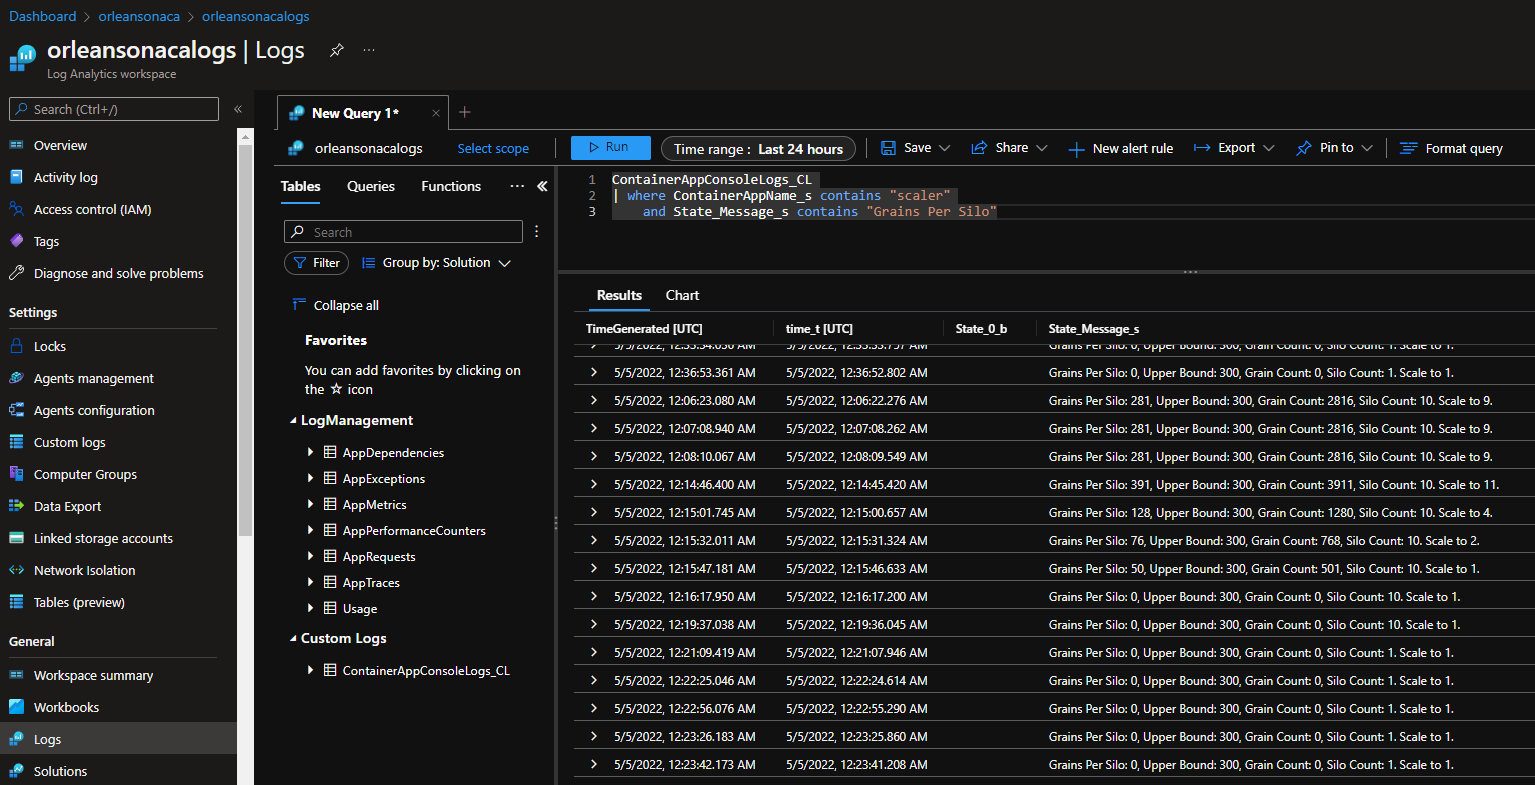 Dashboard > orleansonaca > orleansonacalogs
orleansonacalogs | Logs
Log Analytics workspace
Search (Ctrl+/)
Overview
Activity log
Access control (IAM)
Tags
Diagnose and solve problems
Settings
Locks
Agents management
Agents configuration
Custom logs
Computer Groups
Data Export
Linked storage accounts
Network Isolation
Tables (preview)
General
Workspace summary
Workbooks
Logs
Solutions
New Query 1*
orleansonacalogs
Select scope
Run
Time range : Last 24 hours
Save
Share
New alert rule
Export
Pin to
Format query
Tables
Queries
Functions
Search
Filter
Group by: Solution
Collapse all
Favorites
You can add favorites by clicking on
the ☆ icon
LogManagement
AppDependencies
AppExceptions
AppMetrics
AppPerformanceCounters
AppRequests
AppTraces
Usage
Custom Logs
ContainerAppConsoleLogs_CL
1 ContainerAppConsoleLogs_CL
2 | where ContainerAppName_s contains "scaler"
3 and State_Message_s contains "Grains Per Silo"
Results
Chart
TimeGenerated [UTC] time_t [UTC] State_0_b State_Message_s
Grains Per Silo: 0, Upper Bound: 300, Grain Count: 0, Silo Count: 1. Scale to 1.
5/5/2022, 12:36:53.361 AM 5/5/2022, 12:36:52.802 AM Grains Per Silo: 0, Upper Bound: 300, Grain Count: 0, Silo Count: 1. Scale to 1.
5/5/2022, 12:06:23.080 AM 5/5/2022, 12:06:22.276 AM Grains Per Silo: 281, Upper Bound: 300, Grain Count: 2816, Silo Count: 10. Scale to 9.
5/5/2022, 12:07:08.940 AM 5/5/2022, 12:07:08.262 AM Grains Per Silo: 281, Upper Bound: 300, Grain Count: 2816, Silo Count: 10. Scale to 9.
5/5/2022, 12:08:10.067 AM 5/5/2022, 12:08:09.549 AM Grains Per Silo: 281, Upper Bound: 300, Grain Count: 2816, Silo Count: 10. Scale to 9.
5/5/2022, 12:14:46.400 AM 5/5/2022, 12:14:45.420 AM Grains Per Silo: 391, Upper Bound: 300, Grain Count: 3911, Silo Count: 10. Scale to 11.
5/5/2022, 12:15:01.745 AM 5/5/2022, 12:15:00.657 AM Grains Per Silo: 128, Upper Bound: 300, Grain Count: 1280, Silo Count: 10. Scale to 4.
5/5/2022, 12:15:32.011 AM 5/5/2022, 12:15:31.324 AM Grains Per Silo: 76, Upper Bound: 300, Grain Count: 768, Silo Count: 10. Scale to 2.
5/5/2022, 12:15:47.181 AM 5/5/2022, 12:15:46.633 AM Grains Per Silo: 50, Upper Bound: 300, Grain Count: 501, Silo Count: 10. Scale to 1.
5/5/2022, 12:16:17.950 AM 5/5/2022, 12:16:17.200 AM Grains Per Silo: 0, Upper Bound: 300, Grain Count: 0, Silo Count: 10. Scale to 1.
5/5/2022, 12:19:37.038 AM 5/5/2022, 12:19:36.045 AM Grains Per Silo: 0, Upper Bound: 300, Grain Count: 0, Silo Count: 10. Scale to 1.
5/5/2022, 12:21:09.419 AM 5/5/2022, 12:21:07.946 AM Grains Per Silo: 0, Upper Bound: 300, Grain Count: 0, Silo Count: 1. Scale to 1.
5/5/2022, 12:22:25.046 AM 5/5/2022, 12:22:24.614 AM Grains Per Silo: 0, Upper Bound: 300, Grain Count: 0, Silo Count: 1. Scale to 1.
5/5/2022, 12:22:56.076 AM 5/5/2022, 12:22:55.290 AM Grains Per Silo: 0, Upper Bound: 300, Grain Count: 0, Silo Count: 1. Scale to 1.
5/5/2022, 12:23:26.183 AM 5/5/2022, 12:23:25.860 AM Grains Per Silo: 0, Upper Bound: 300, Grain Count: 0, Silo Count: 1. Scale to 1.
5/5/2022, 12:23:42.173 AM 5/5/2022, 12:23:41.208 AM Grains Per Silo: 0, Upper Bound: 300, Grain Count: 0, Silo Count: 1. Scale to 1.